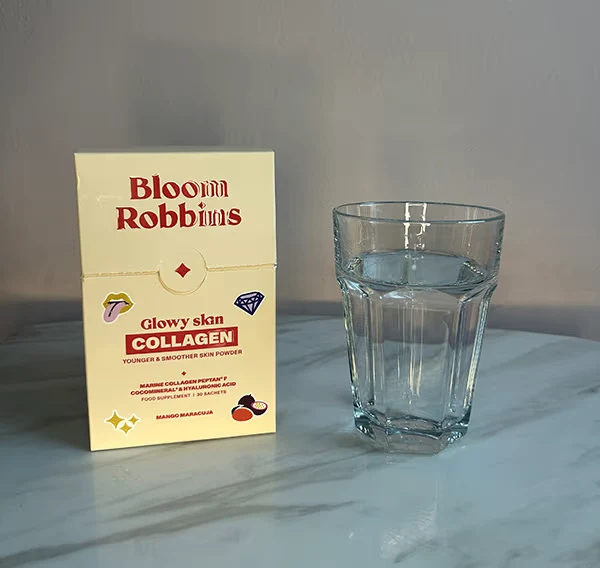 Bloom
Robbins
Glowy skin
COLLAGEN
YOUNGER & SMOOTHER SKIN POWDER
MARINE COLLAGEN PEPTAN® F
COCOMINERAL® & HYALURONIC ACID
FOOD SUPPLEMENT | 30 SACHETS
MANGO MARACUJA